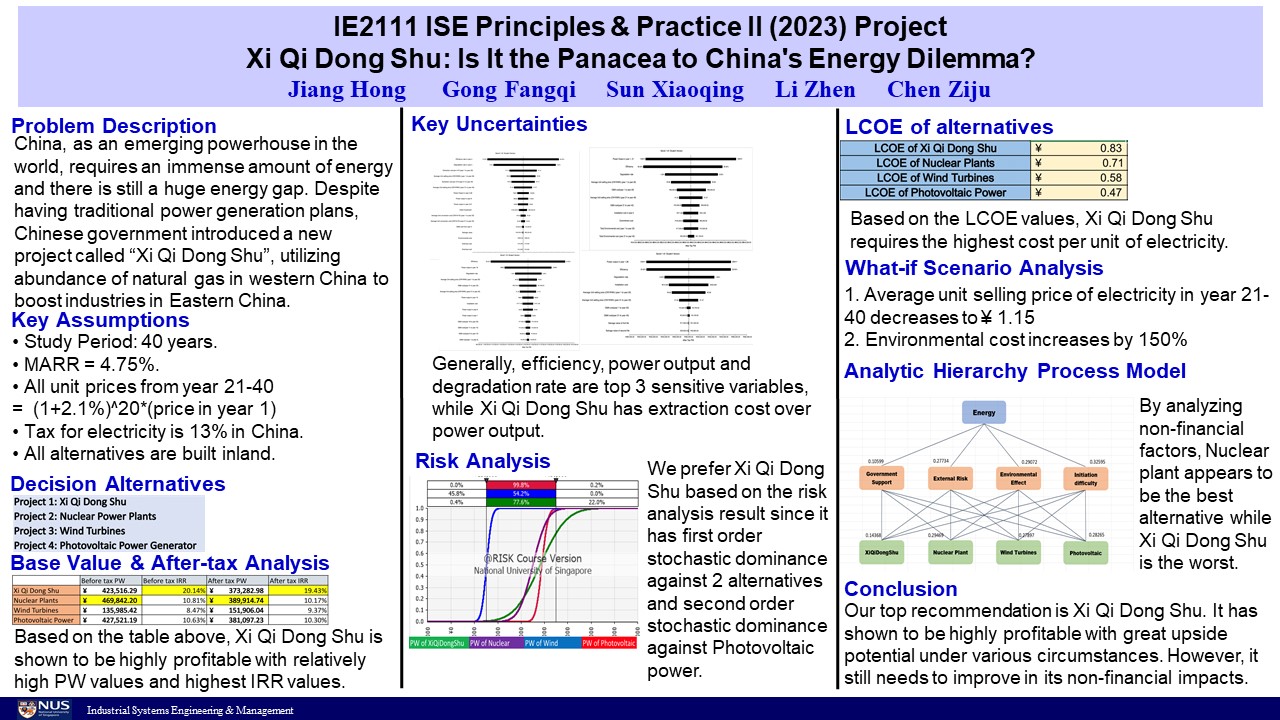 IE2111 ISE Principles & Practice II (2023) Project
Xi Qi Dong Shu: Is It the Panacea to China's Energy Dilemma?
Jiang Hong Gong Fangqi Sun Xiaoqing Li Zhen Chen Ziju
Problem Description
China, as an emerging powerhouse in the
world, requires an immense amount of energy
and there is still a huge energy gap. Despite
having traditional power generation plans,
Chinese government introduced a new
project called “Xi Qi Dong Shu”, utilizing
abundance of natural gas in western China to
boost industries in Eastern China.
Key Assumptions
• Study Period: 40 years.
• MARR = 4.75%.
• All unit prices from year 21-40
= (1+2.1%)^20*(price in year 1)
• Tax for electricity is 13% in China.
• All alternatives are built inland.
Decision Alternatives
Project 1: Xi Qi Dong Shu
Project 2: Nuclear Power Plants
Project 3: Wind Turbines
Project 4: Photovoltaic Power Generator
Base Value & After-tax Analysis
Before tax PW Before tax IRR After tax PW After tax IRR
Xi Qi Dong Shu ¥ 423,516.29 20.14% ¥ 373,282.98 19.43%
Nuclear Plants ¥ 469,842.20 10.81% ¥ 389,914.74 10.17%
Wind Turbines ¥ 135,985.42 8.47% ¥ 151,906.04 9.37%
Photovoltaic Power ¥ 427,521.19 10.63% ¥ 381,097.23 10.30%
Based on the table above, Xi Qi Dong Shu is
shown to be highly profitable with relatively
high PW values and highest IRR values.
Key Uncertainties
Generally, efficiency, power output and
degradation rate are top 3 sensitive variables,
while Xi Qi Dong Shu has extraction cost over
power output.
Risk Analysis
0.0% 99.8% 0.2%
45.8% 54.2% 0.0%
0.4% 77.6% 22.0%
1.0
0.9
0.8
0.7
0.6
0.5
0.4
0.3
0.2
0.1
0.0
@RISK Course Version
National University of Singapore
PW of XiQiDongShu PW of Nuclear PW of Wind PW of Photovoltaic
We prefer Xi Qi Dong
Shu based on the risk
analysis result since it
has first order
stochastic dominance
against 2 alternatives
and second order
stochastic dominance
against Photovoltaic
power.
LCOE of alternatives
LCOE of Xi Qi Dong Shu ¥ 0.83
LCOE of Nuclear Plants ¥ 0.71
LCOE of Wind Turbines ¥ 0.58
LCOE of Photovoltaic Power ¥ 0.47
Based on the LCOE values, Xi Qi Dong Shu
requires the highest cost per unit of electricity.
What-if Scenario Analysis
1. Average unit selling price of electricity in year 21-
40 decreases to ¥ 1.15
2. Environmental cost increases by 150%
Analytic Hierarchy Process Model
Energy
0.10599 0.27734 0.29072 0.32595
Government Support
External Risk
Environmental Effect
Initiation difficulty
0.14368 0.29469 0.27897 0.28265
XiQiDongShu
Nuclear Plant
Wind Turbines
Photovoltaic
By analyzing
non-financial
factors, Nuclear
plant appears to
be the best
alternative while
Xi Qi Dong Shu
is the worst.
Conclusion
Our top recommendation is Xi Qi Dong Shu. It has
shown to be highly profitable with great upside
potential under various circumstances. However, it
still needs to improve in its non-financial impacts.
NUS
National University
of Singapore
Industrial Systems Engineering & Management